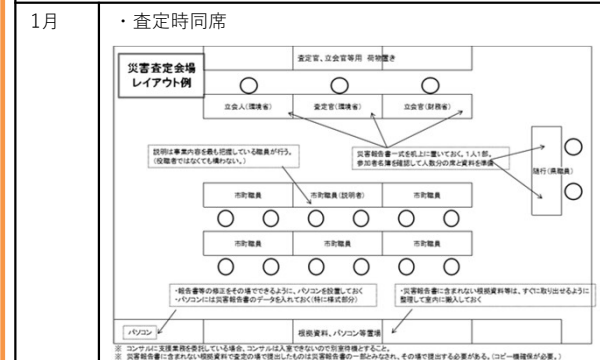 1月
・査定時同席
災害査定会場
レイアウト例
査定官、立会官等用 荷物置き
立会人(環境省)
査定官(環境省)
立会官(財務省)
説明は事業内容を最も把握している職員が行う。
(役職者ではなくても構わない。)
災害報告書一式を机上に置いておく。1人1部。
参加者名簿を確認して人数分の席と資料を準備
随行(県職員)
市町職員
市町職員(説明者)
市町職員
市町職員
市町職員
市町職員
・報告書等の修正をその場でできるように、パソコンを設置しておく
・パソコンには災害報告書のデータを入れておく(特に様式部分)
・災害報告書に含まれない根拠資料等は、すぐに取り出せるように
整理して室内に搬入しておく
パソコン
根拠資料、パソコン等置場
※ コンサルに支援業務を委託している場合、コンサルは入室できないので別室待機とすること。
※ 災害報告書に含まれない根拠資料で査定の場で提出したものは災害報告書の一部とみなされ、その場で提出する必要がある。(コピー機確保が必要。)